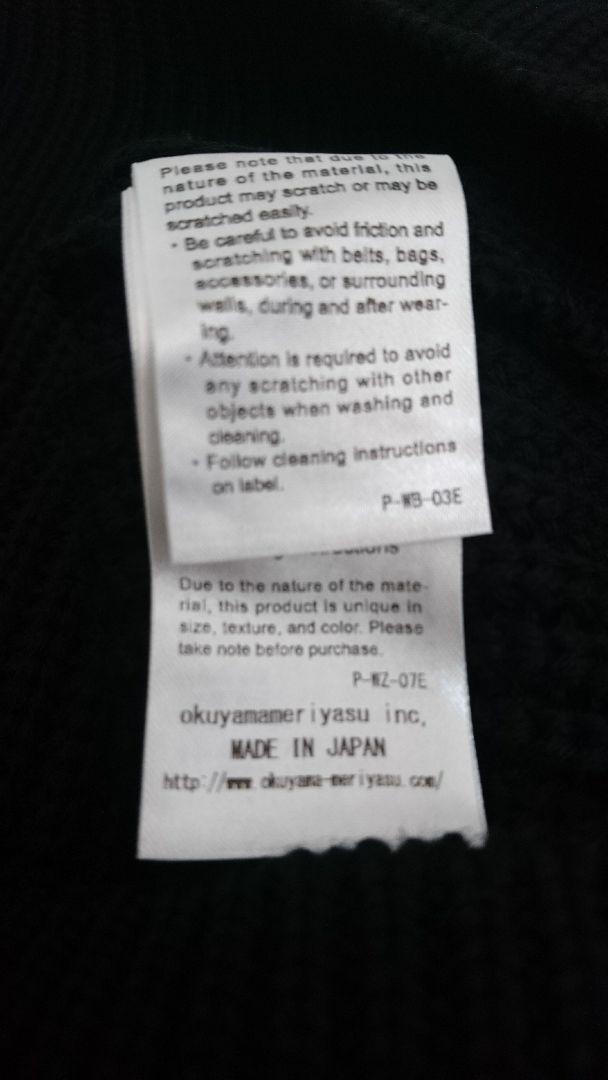 Please note that due to the
nature of the material, this
product may scratch or may be
scratched easily.
・Be careful to avoid friction and
scratching with belts, bags,
accessories, or surrounding
walls, during and after wear-
ing.
・Attention is required to avoid
any scratching with other
objects when washing and
cleaning.
・Follow cleaning instructions
on label.
P-WB-03E
Due to the nature of the mate-
rial, this product is unique in
size, texture, and color. Please
take note before purchase.
P-WZ-07E
okuyamameriyasu inc,
MADE IN JAPAN
http://www.okuyama-meriyasu.com/